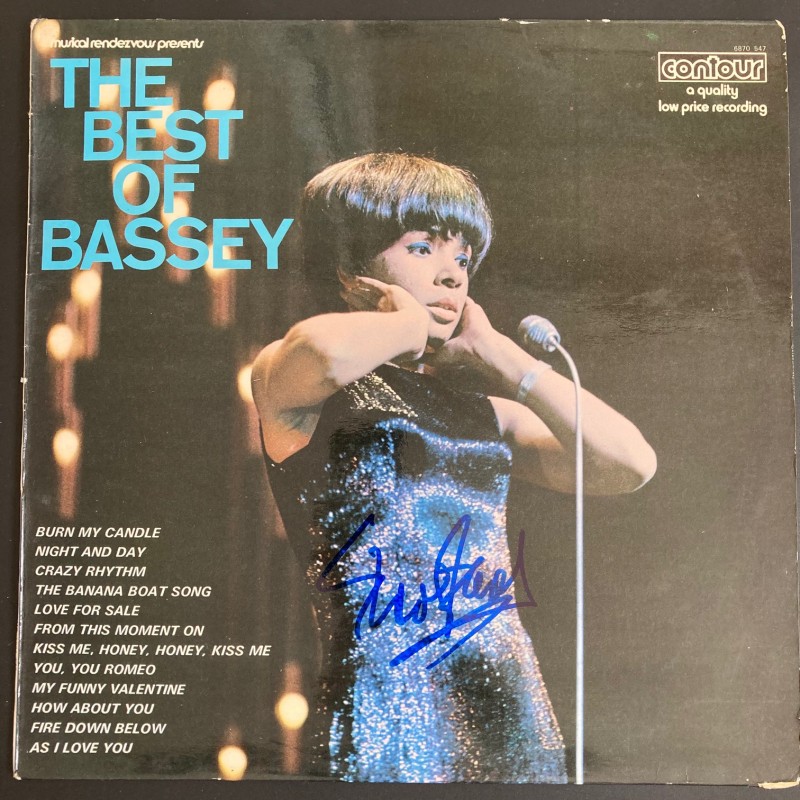 musical rendezvous presents
THE
BEST
OF
BASSEY
6870 547
contour
a quality
low price recording
BURN MY CANDLE
NIGHT AND DAY
CRAZY RHYTHM
THE BANANA BOAT SONG
LOVE FOR SALE
FROM THIS MOMENT ON
KISS ME, HONEY, HONEY, KISS ME
YOU, YOU ROMEO
MY FUNNY VALENTINE
HOW ABOUT YOU
FIRE DOWN BELOW
AS I LOVE YOU